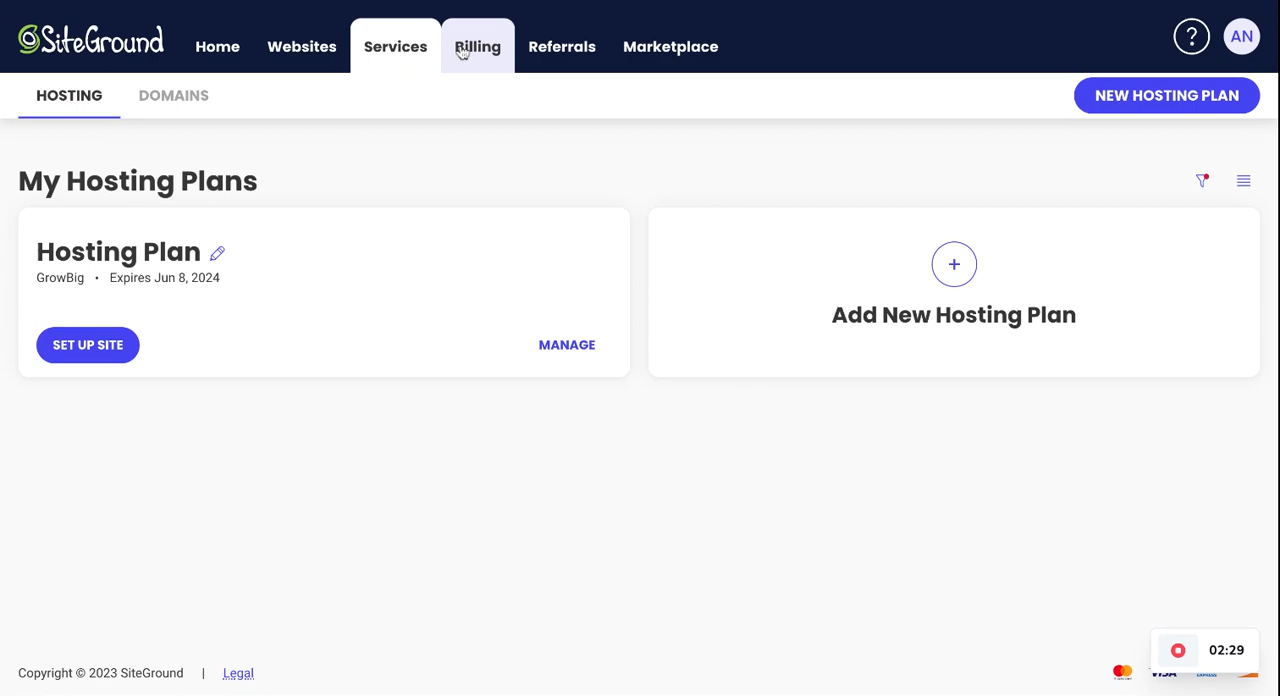 SiteGround Home Websites Services Billing Referrals Marketplace ? AN
HOSTING DOMAINS NEW HOSTING PLAN
My Hosting Plans
Hosting Plan
GrowBig • Expires Jun 8, 2024
SET UP SITE MANAGE
+
Add New Hosting Plan
02:29
Copyright © 2023 SiteGround | Legal
VISA